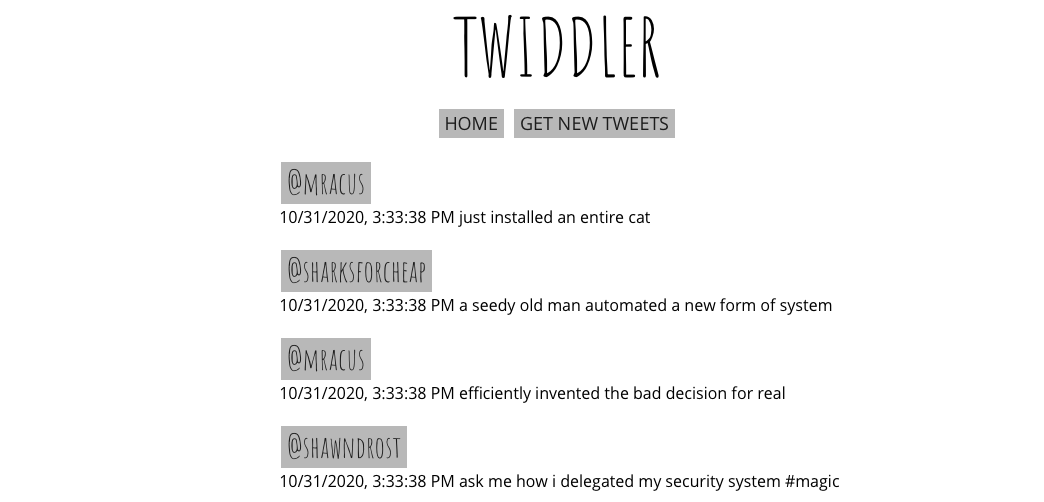 TWIDDLER
HOME GET NEW TWEETS
@MRACUS
10/31/2020, 3:33:38 PM just installed an entire cat
@SHARKSFORCHEAP
10/31/2020, 3:33:38 PM a seedy old man automated a new form of system
@MRACUS
10/31/2020, 3:33:38 PM efficiently invented the bad decision for real
@SHAWNDROST
10/31/2020, 3:33:38 PM ask me how i delegated my security system #magic